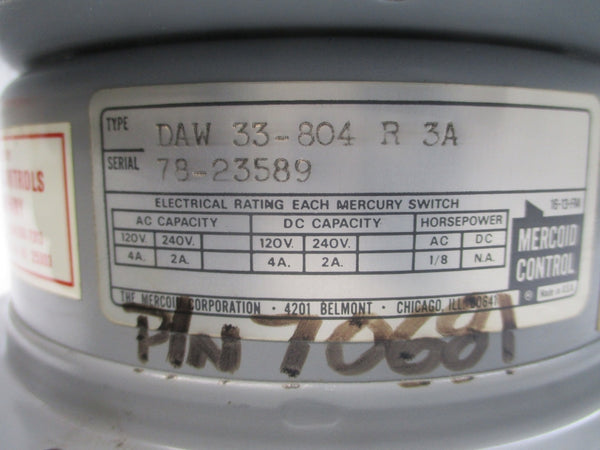 TYPE DAW 33-804 R 3A
SERIAL 78-23589
ELECTRICAL RATING EACH MERCURY SWITCH
AC CAPACITY DC CAPACITY HORSEPOWER
120V. 240V. 120V. 240V. AC DC
4A. 2A. 4A. 2A. 1/8 N.A.
16-13-FM
MERCOID
CONTROL
Made in U.S.A.
THE MERCOID CORPORATION · 4201 BELMONT · CHICAGO, ILL.
P/N 70681